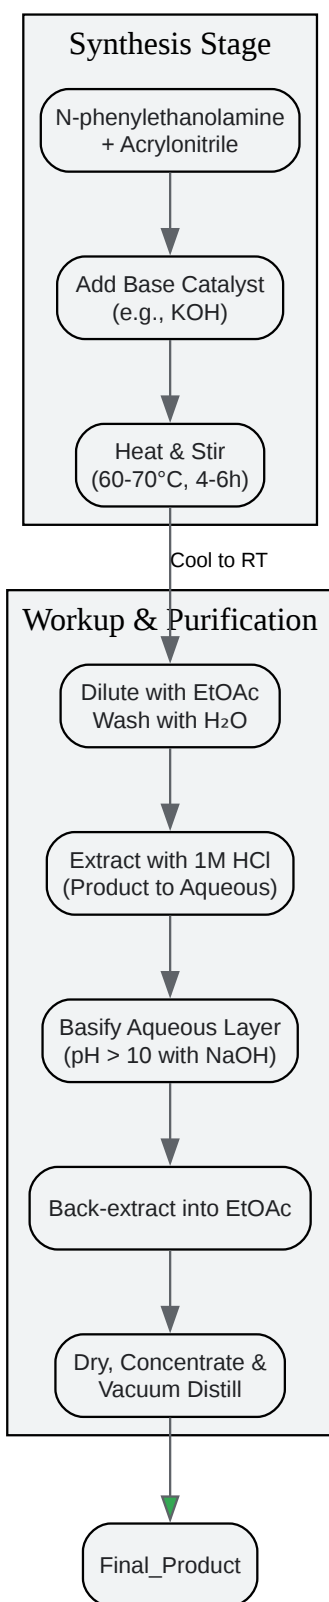 Synthesis Stage
N-phenylethanolamine
+ Acrylonitrile
Add Base Catalyst
(e.g., KOH)
Heat & Stir
(60-70°C, 4-6h)
Cool to RT
Workup & Purification
Dilute with EtOAc
Wash with H₂O
Extract with 1M HCl
(Product to Aqueous)
Basify Aqueous Layer
(pH > 10 with NaOH)
Back-extract into EtOAc
Dry, Concentrate &
Vacuum Distill
Final_Product